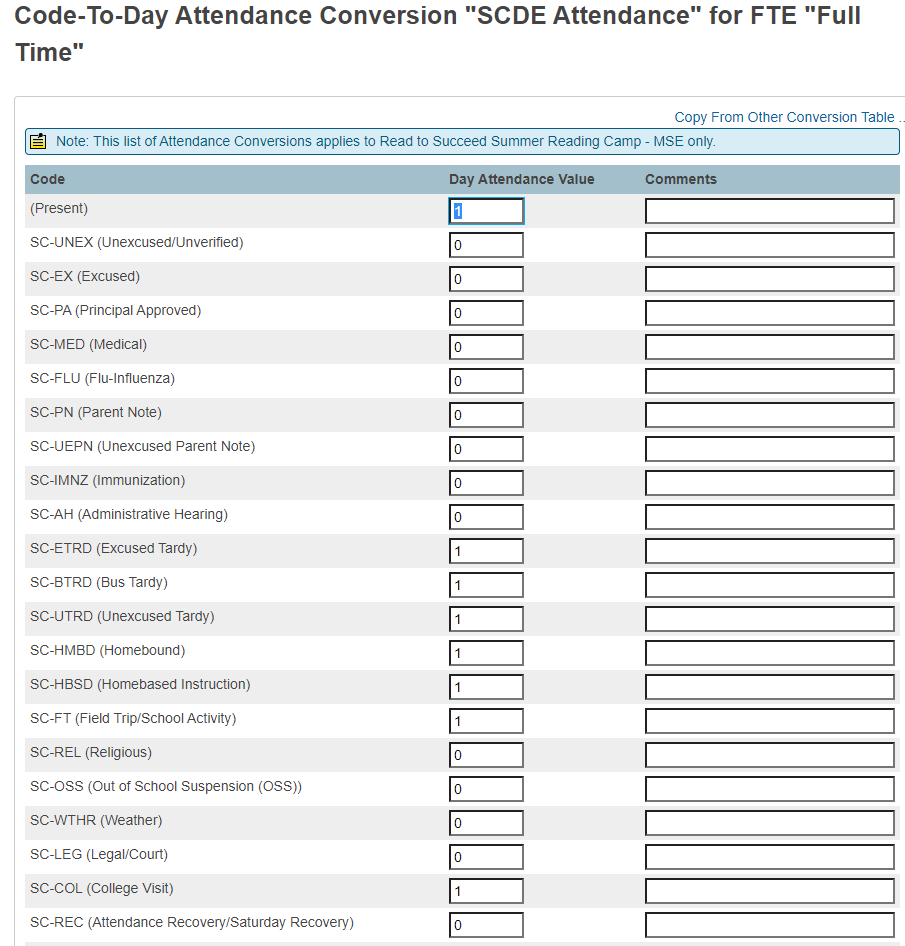 Code-To-Day Attendance Conversion "SCDE Attendance" for FTE "Full
Time"
Copy From Other Conversion Table ..
Note: This list of Attendance Conversions applies to Read to Succeed Summer Reading Camp - MSE only.
Code Day Attendance Value Comments
(Present) 1
SC-UNEX (Unexcused/Unverified) 0
SC-EX (Excused) 0
SC-PA (Principal Approved) 0
SC-MED (Medical) 0
SC-FLU (Flu-Influenza) 0
SC-PN (Parent Note) 0
SC-UEPN (Unexcused Parent Note) 0
SC-IMNZ (Immunization) 0
SC-AH (Administrative Hearing) 0
SC-ETRD (Excused Tardy) 1
SC-BTRD (Bus Tardy) 1
SC-UTRD (Unexcused Tardy) 1
SC-HMBD (Homebound) 1
SC-HBSD (Homebased Instruction) 1
SC-FT (Field Trip/School Activity) 1
SC-REL (Religious) 0
SC-OSS (Out of School Suspension (OSS)) 0
SC-WTHR (Weather) 0
SC-LEG (Legal/Court) 0
SC-COL (College Visit) 1
SC-REC (Attendance Recovery/Saturday Recovery) 0